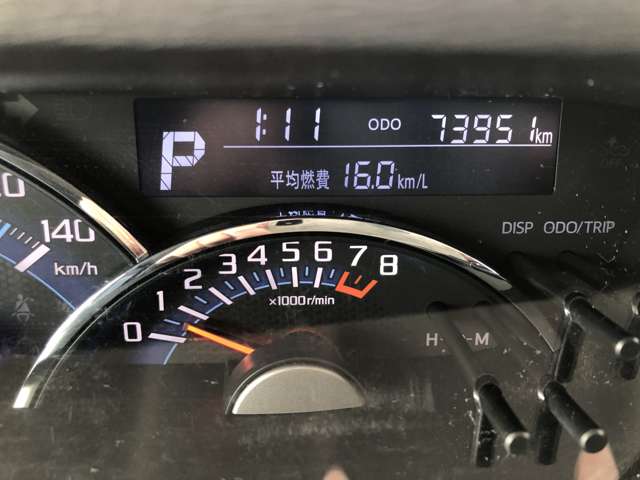 P
1:11 ODO 73951km
平均燃費 16.0km/L
DISP ODO/TRIP
140
km/h
0 1 2 3 4 5 6 7 8
×1000r/min
H M